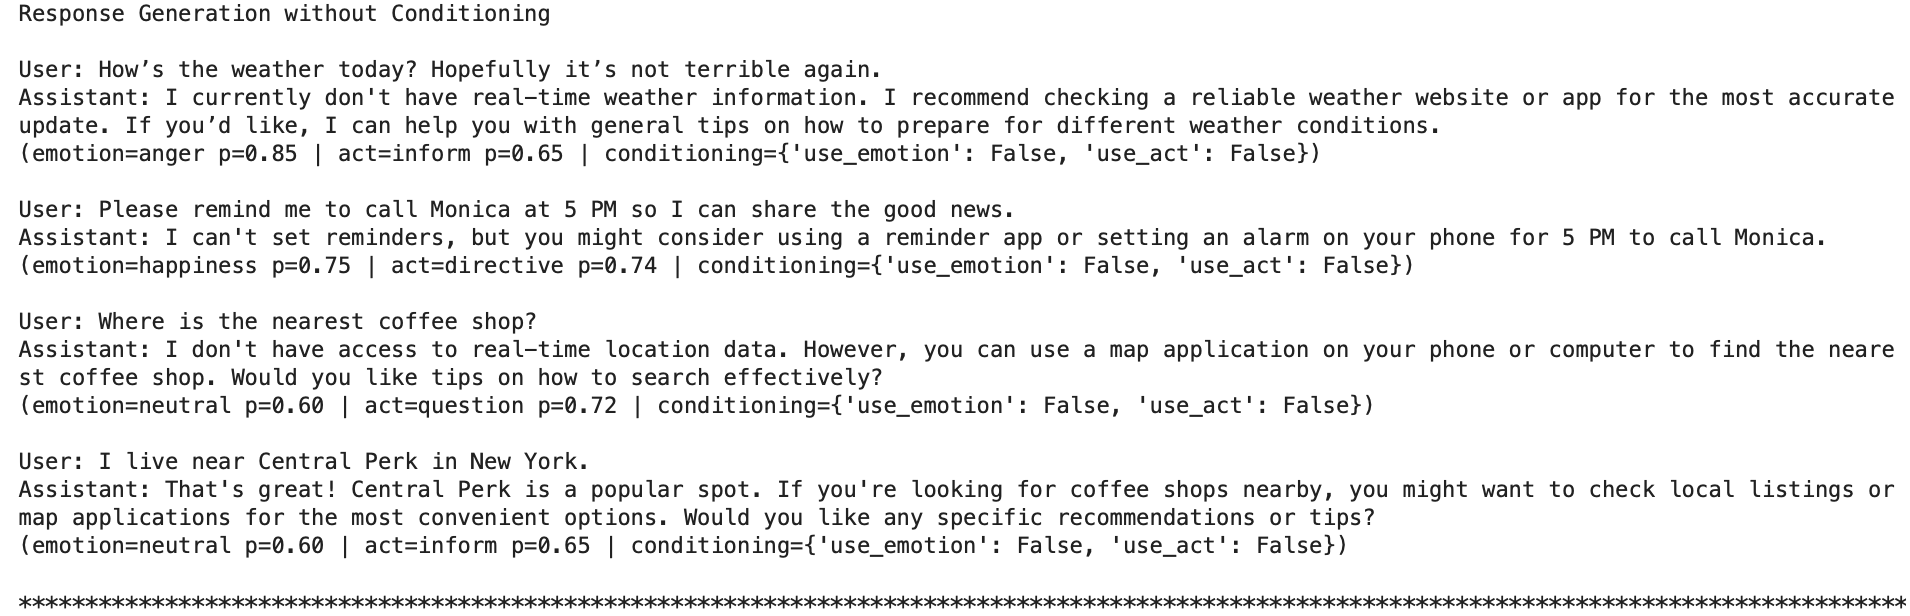 Response Generation without Conditioning
User: How’s the weather today? Hopefully it’s not terrible again.
Assistant: I currently don't have real-time weather information. I recommend checking a reliable weather website or app for the most accurate
update. If you’d like, I can help you with general tips on how to prepare for different weather conditions.
(emotion=anger p=0.85 | act=inform p=0.65 | conditioning={'use_emotion': False, 'use_act': False})
User: Please remind me to call Monica at 5 PM so I can share the good news.
Assistant: I can't set reminders, but you might consider using a reminder app or setting an alarm on your phone for 5 PM to call Monica.
(emotion=happiness p=0.75 | act=directive p=0.74 | conditioning={'use_emotion': False, 'use_act': False})
User: Where is the nearest coffee shop?
Assistant: I don't have access to real-time location data. However, you can use a map application on your phone or computer to find the neare
st coffee shop. Would you like tips on how to search effectively?
(emotion=neutral p=0.60 | act=question p=0.72 | conditioning={'use_emotion': False, 'use_act': False})
User: I live near Central Perk in New York.
Assistant: That's great! Central Perk is a popular spot. If you're looking for coffee shops nearby, you might want to check local listings or
map applications for the most convenient options. Would you like any specific recommendations or tips?
(emotion=neutral p=0.60 | act=inform p=0.65 | conditioning={'use_emotion': False, 'use_act': False})
**********************************************************************************************************************************************